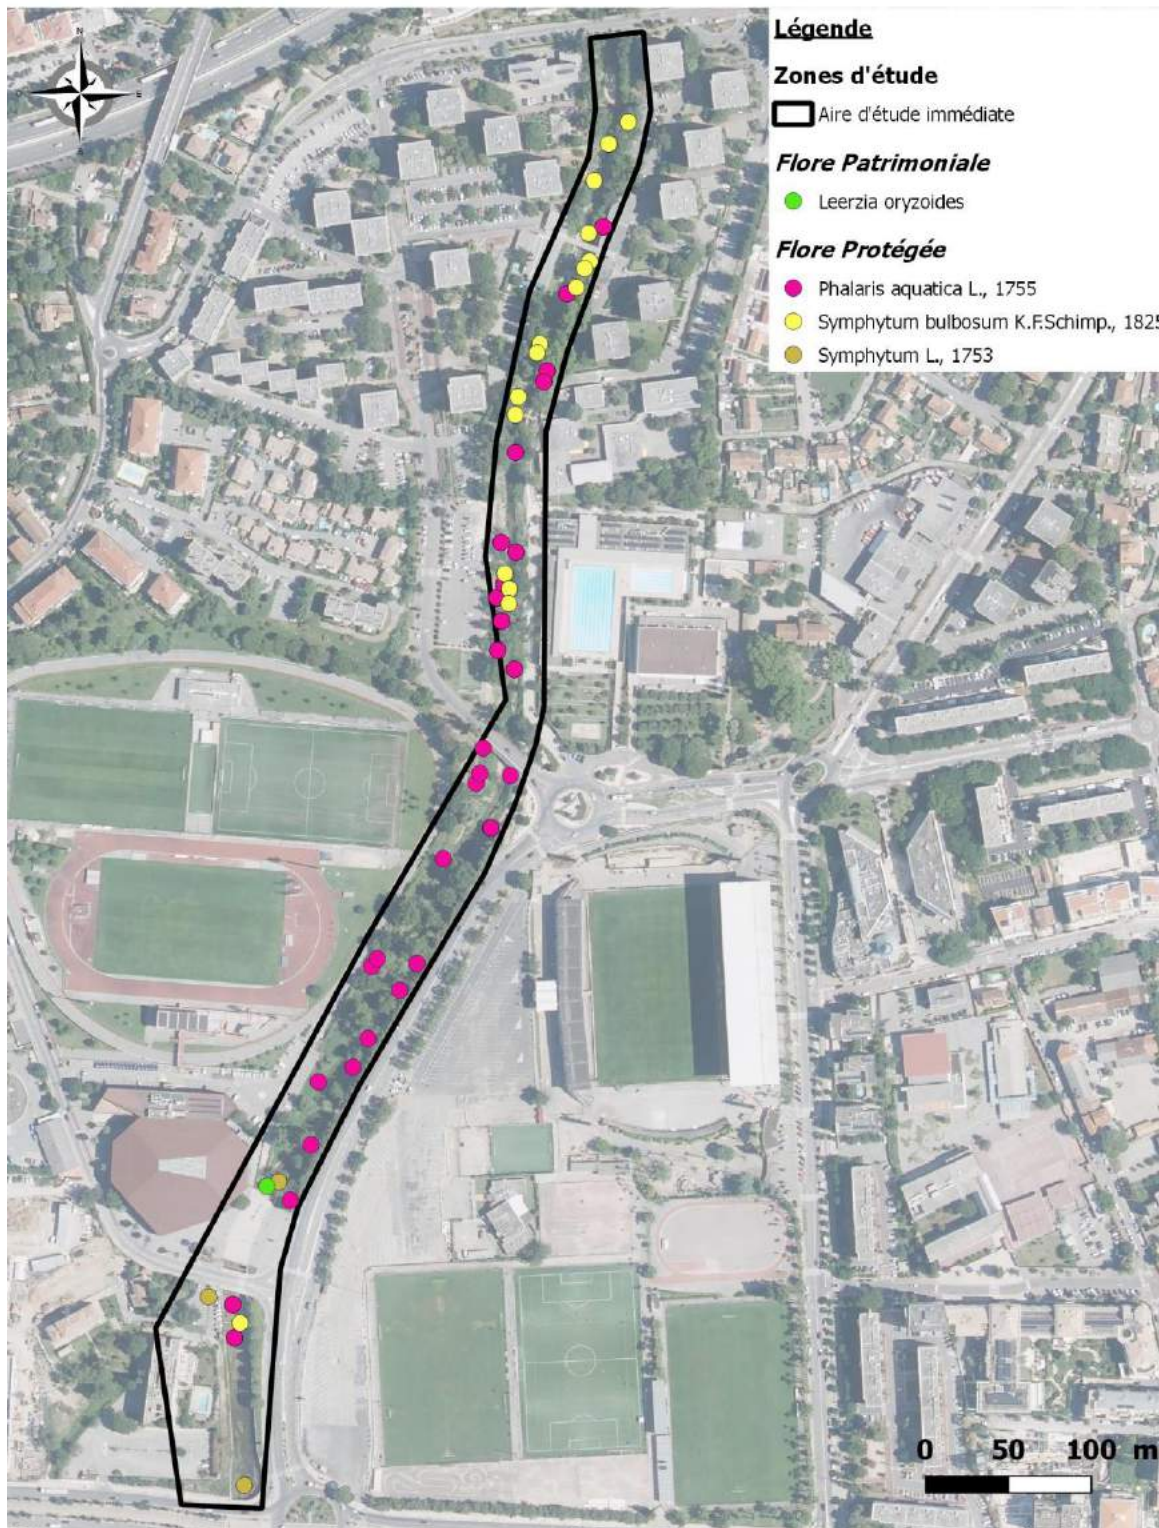 Légende
Zones d'étude
Aire d'étude immédiate
Flore Patrimoniale
Leerzia oryzoides
Flore Protégée
Phalaris aquatica L., 1755
Symphytum bulbosum K.F.Schimp., 1825
Symphytum L., 1753
N
E
0 50 100 m